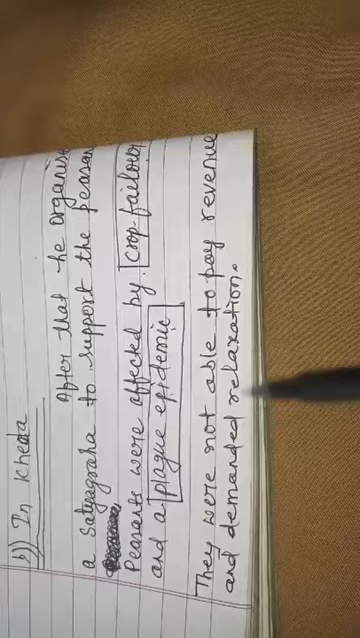 b)) In Kheda
After that he organise
a satyagraha to support the peasan
Peasants were affected by crop failower
and a plague epidemic
They were not able to pay revenue
and demanded relaxation.